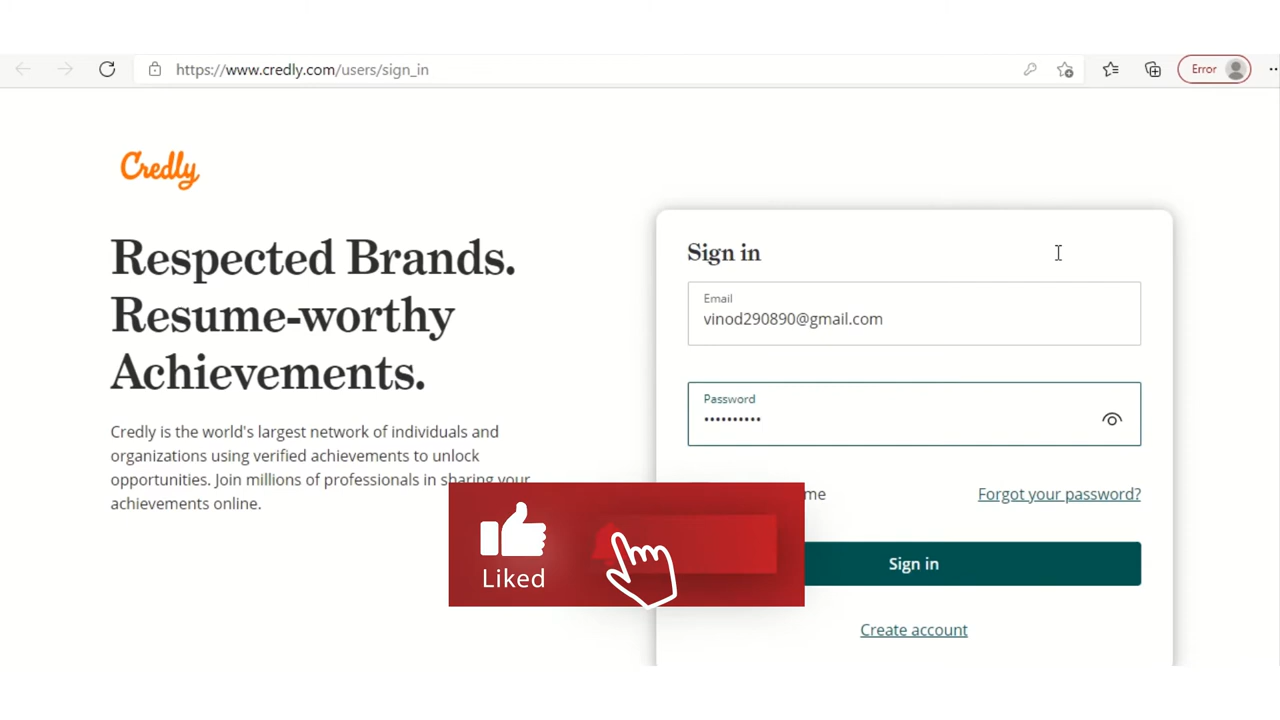 https://www.credly.com/users/sign_in
Error
Credly
Respected Brands.
Resume-worthy
Achievements.
Credly is the world's largest network of individuals and
organizations using verified achievements to unlock
opportunities. Join millions of professionals in sharing your
achievements online.
Sign in
Email
vinod290890@gmail.com
Password
••••••••••
me
Forgot your password?
Liked
Sign in
Create account